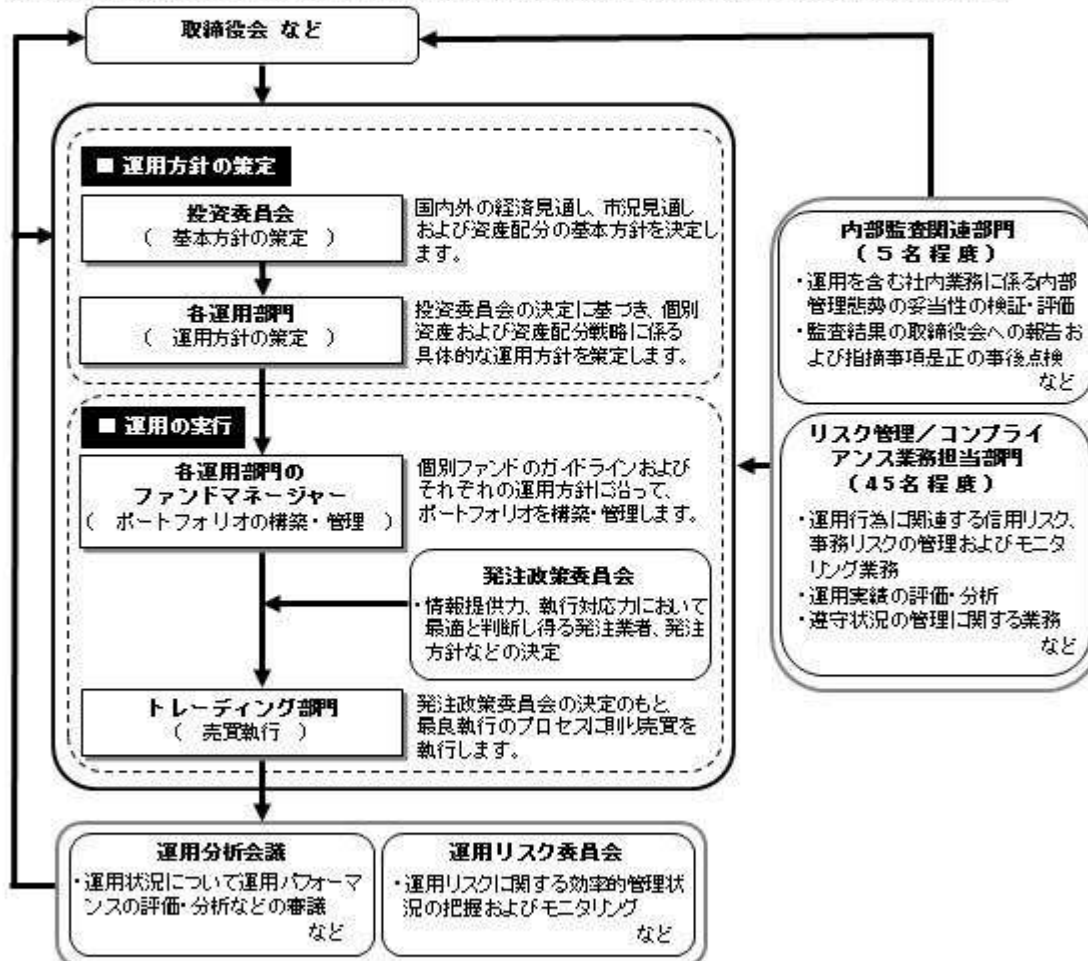 取締役会 など
■ 運用方針の策定
投資委員会
( 基本方針の策定 )
国内外の経済見通し、市況見通し
および資産配分の基本方針を決定し
ます。
各運用部門
( 運用方針の策定 )
投資委員会の決定に基づき、個別
資産および資産配分戦略に係る
具体的な運用方針を策定します。
■ 運用の実行
各運用部門の
ファンドマネージャー
( ポートフォリオの構築・管理 )
個別ファンドのガイドラインおよび
それぞれの運用方針に沿って、
ポートフォリオを構築・管理します。
発注政策委員会
・情報提供力、執行対応力において
最適と判断し得る発注業者、発注
方針などの決定
トレーディング部門
( 売買執行 )
発注政策委員会の決定のもと
最良執行のプロセスに則り売買を
執行します。
運用分析会議
・運用状況について運用パフォーマ
ンスの評価・分析などの審議
など
運用リスク委員会
・運用リスクに関する効率的管理状
況の把握およびモニタリング
など
内部監査関連部門
(5名程度)
・運用を含む社内業務に係る内部
管理態勢の妥当性の検証・評価
・監査結果の取締役会への報告お
よび指摘事項是正の事後点検
など
リスク管理/コンプライ
アンス業務担当部門
(45名程度)
・運用行為に関連する信用リスク、
事務リスクの管理およびモニタ
リング業務
・運用実績の評価・分析
・遵守状況の管理に関する業務
など